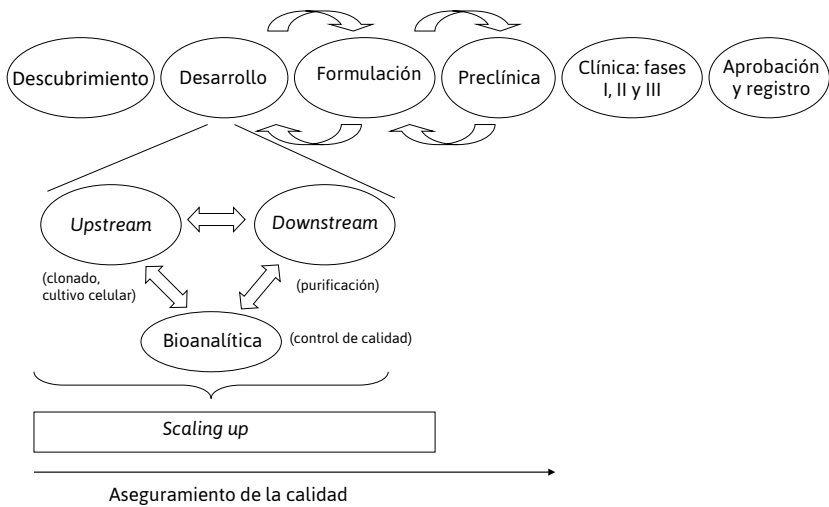 Descubrimiento
Desarrollo
Formulación
Preclínica
Clínica: fases
I, II y III
Aprobación
y registro
Upstream
Downstream
(clonado,
cultivo celular)
(purificación)
Bioanalítica
(control de calidad)
Scaling up
Aseguramiento de la calidad